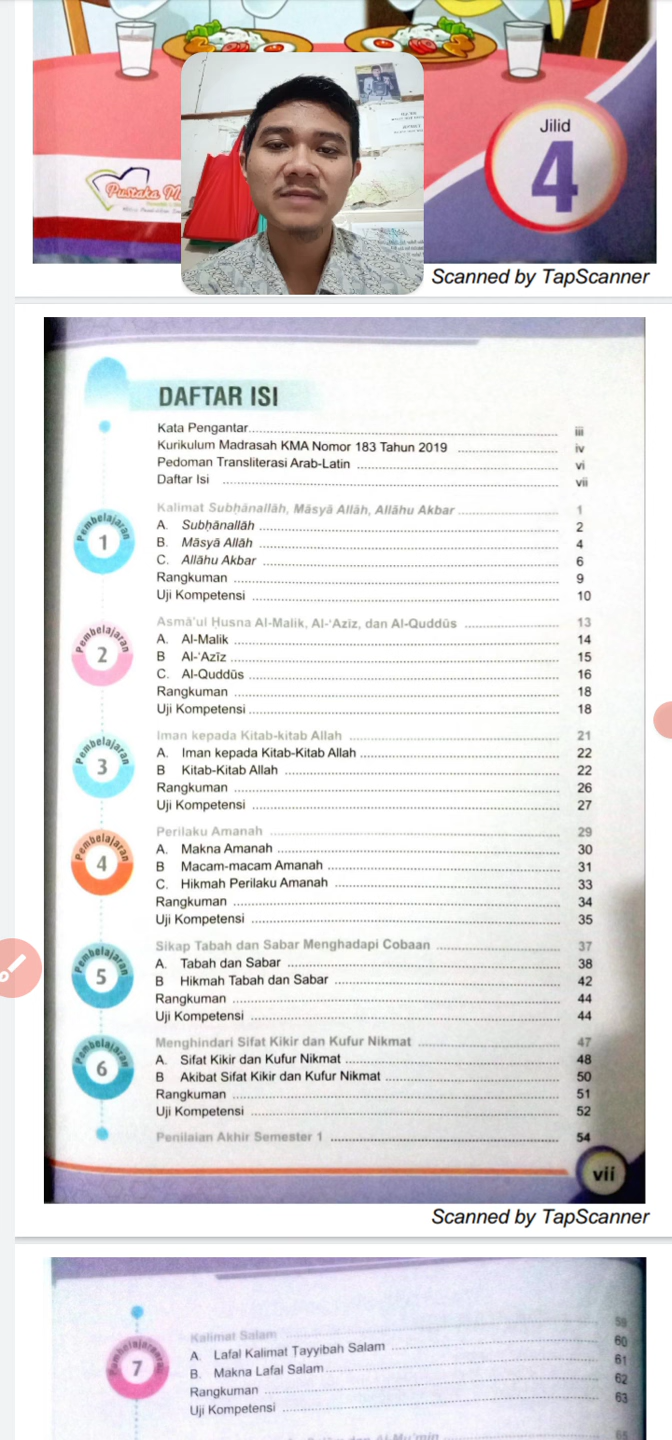 Jilid
4
Pustaka
Scanned by TapScanner
DAFTAR ISI
Kata Pengantar iii
Kurikulum Madrasah KMA Nomor 183 Tahun 2019 iv
Pedoman Transliterasi Arab-Latin vi
Daftar Isi vii
Pembelajaran 1
Kalimat Subḥānallāh, Māsyā Allāh, Allāhu Akbar 1
A. Subḥānallāh 2
B. Māsyā Allāh 4
C. Allāhu Akbar 6
Rangkuman 9
Uji Kompetensi 10
Pembelajaran 2
Asmā'ul Husna Al-Malik, Al-'Azīz, dan Al-Quddūs 13
A. Al-Malik 14
B Al-'Azīz 15
C. Al-Quddūs 16
Rangkuman 18
Uji Kompetensi 18
Pembelajaran 3
Iman kepada Kitab-kitab Allah 21
A. Iman kepada Kitab-Kitab Allah 22
B Kitab-Kitab Allah 22
Rangkuman 26
Uji Kompetensi 27
Pembelajaran 4
Perilaku Amanah 29
A. Makna Amanah 30
B Macam-macam Amanah 31
C. Hikmah Perilaku Amanah 33
Rangkuman 34
Uji Kompetensi 35
Pembelajaran 5
Sikap Tabah dan Sabar Menghadapi Cobaan 37
A. Tabah dan Sabar 38
B Hikmah Tabah dan Sabar 42
Rangkuman 44
Uji Kompetensi 44
Pembelajaran 6
Menghindari Sifat Kikir dan Kufur Nikmat 47
A. Sifat Kikir dan Kufur Nikmat 48
B Akibat Sifat Kikir dan Kufur Nikmat 50
Rangkuman 51
Uji Kompetensi 52
Penilaian Akhir Semester 1 54
vii
Scanned by TapScanner
7
Kalimat Salam 59
A. Lafal Kalimat Ṭayyibah Salam 60
B. Makna Lafal Salam 61
Rangkuman 62
Uji Kompetensi 63
dan Al-Mu'min 65